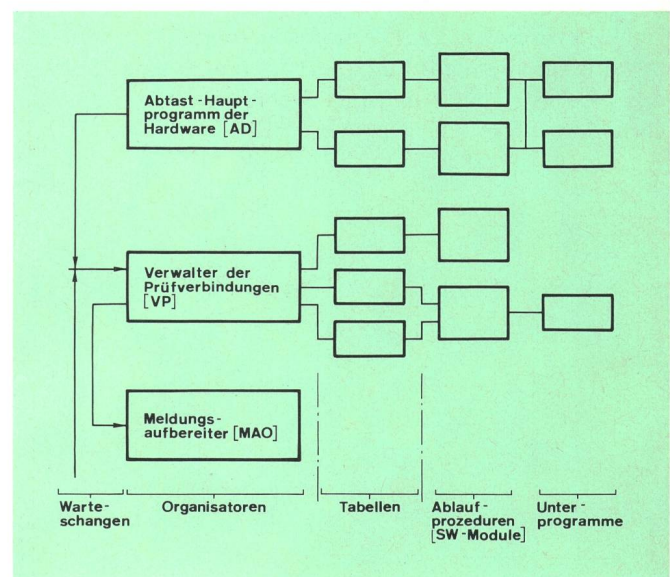 Abtast-Haupt-
programm der
Hardware [AD]
Verwalter der
Prüfverbindungen
[VP]
Meldungs-
aufbereiter [MAO]
Warte-
schangen
Organisatoren
Tabellen
Ablauf-
prozeduren
[SW-Module]
Unter-
programme